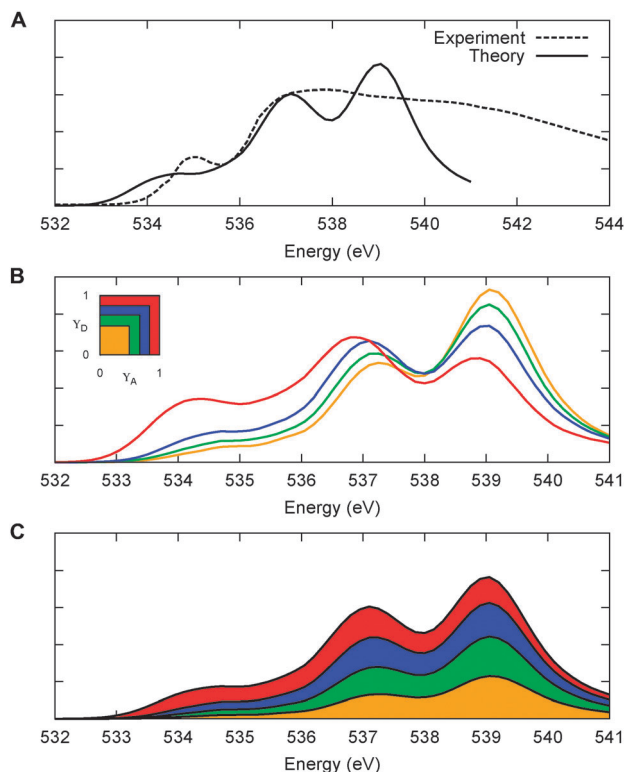 A
Experiment
Theory
532 534 536 538 540 542 544
Energy (eV)
B
1
Y_D
0
0 1
Y_A
532 533 534 535 536 537 538 539 540 541
Energy (eV)
C
532 533 534 535 536 537 538 539 540 541
Energy (eV)